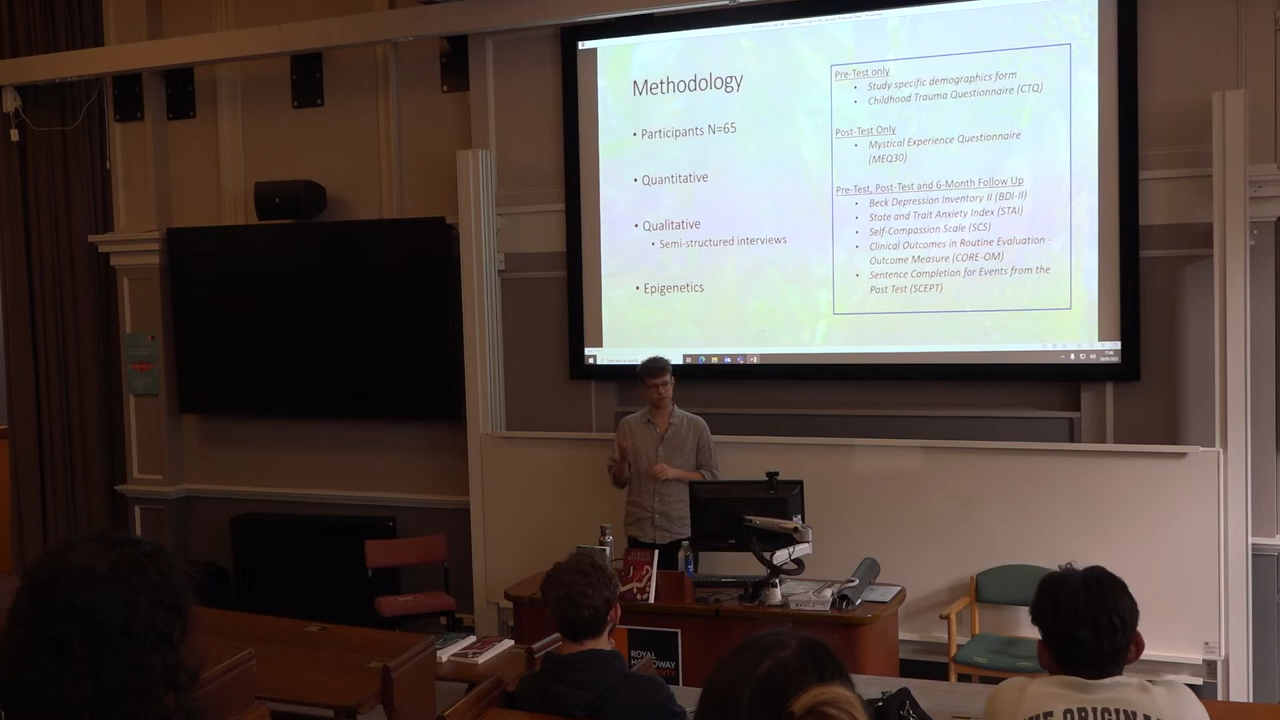 Methodology
• Participants N=65
• Quantitative
• Qualitative
• Semi-structured interviews
• Epigenetics
Pre-Test only
• Study specific demographics form
• Childhood Trauma Questionnaire (CTQ)
Post-Test Only
• Mystical Experience Questionnaire
(MEQ30)
Pre-Test, Post-Test and 6-Month Follow Up
• Beck Depression Inventory II (BDI-II)
• State and Trait Anxiety Index (STAI)
• Self-Compassion Scale (SCS)
• Clinical Outcomes in Routine Evaluation -
Outcome Measure (CORE-OM)
• Sentence Completion for Events from the
Past Test (SCEPT)
ROYAL
THE ORIGINAL